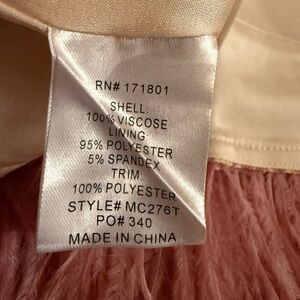 RN# 171801
SHELL:
100% VISCOSE
LINING
95% POLYESTER
5% SPANDEX
TRIM
100% POLYESTER
STYLE# MC276T
PO# 340
MADE IN CHINA